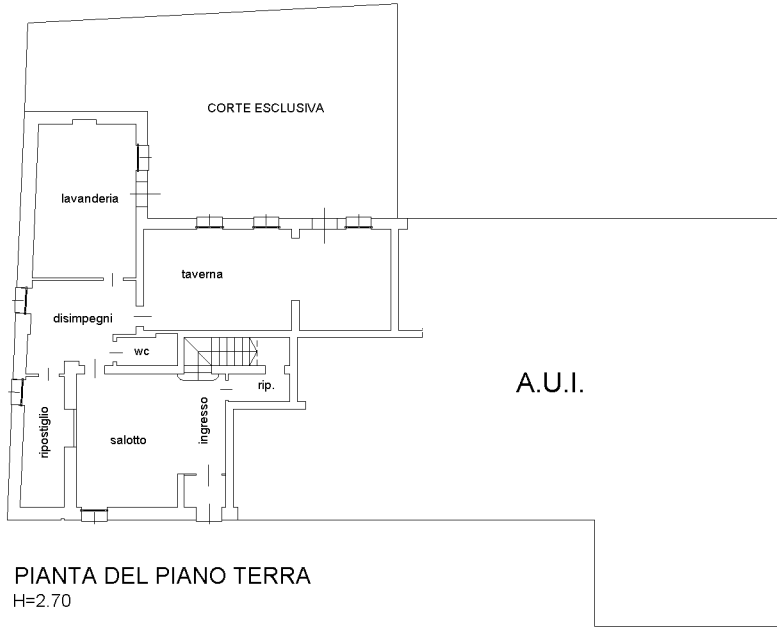 CORTE ESCLUSIVA
lavanderia
taverna
disimpegni
wc
rip.
A.U.I.
ripostiglio
salotto
ingresso
PIANTA DEL PIANO TERRA
H=2.70